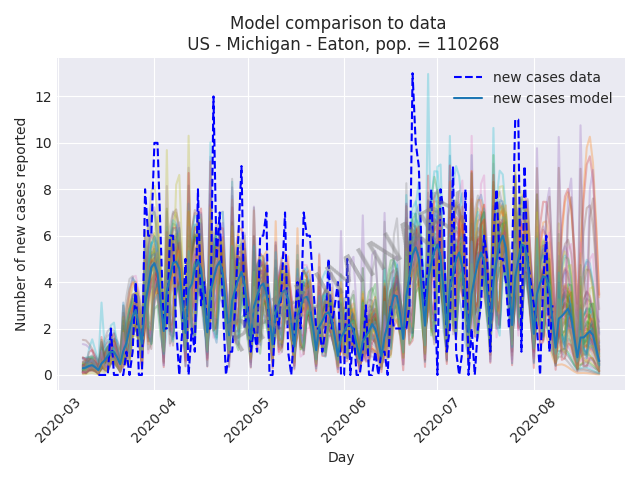 Model comparison to data
US - Michigan - Eaton, pop. = 110268
Number of new cases reported
12
10
8
6
4
2
0
new cases data
new cases model
2020-03
2020-04
2020-05
2020-06
2020-07
2020-08
Day